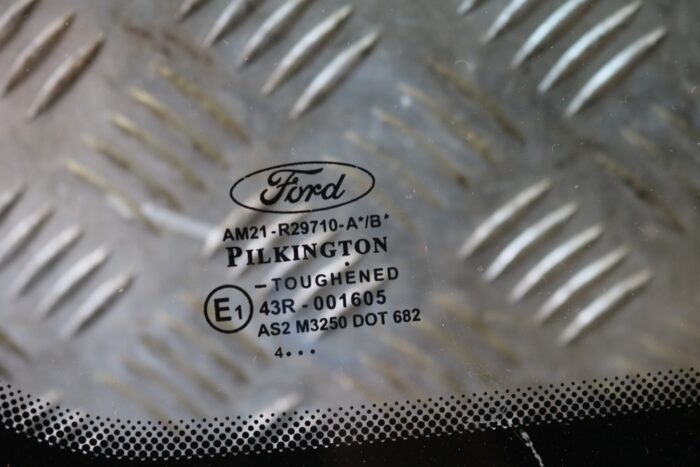 Ford
AM21-R29710-A*/B*
PILKINGTON
-TOUGHENED
E1 43R-001605
AS2 M3250 DOT 682
4...